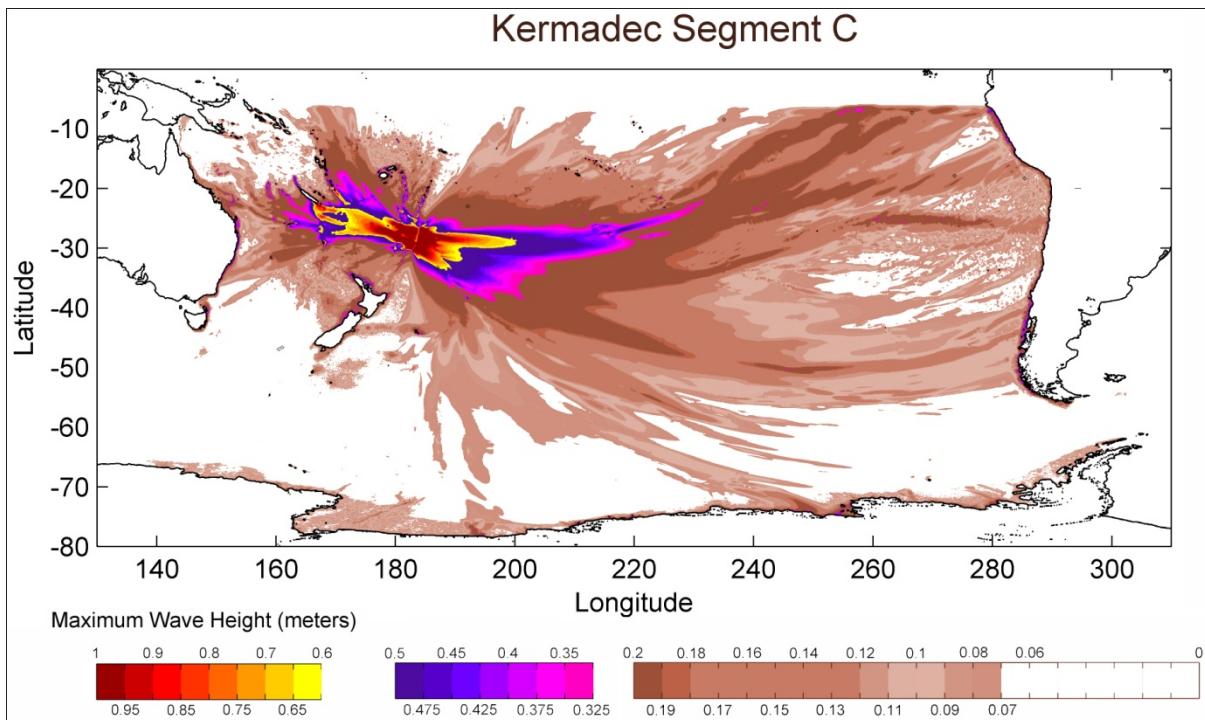 Kermadec Segment C
-10
-20
-30
-40
-50
-60
-70
-80
Latitude
140 160 180 200 220 240 260 280 300
Longitude
Maximum Wave Height (meters)
1 0.9 0.8 0.7 0.6 0.5 0.45 0.4 0.35 0.2 0.18 0.16 0.14 0.12 0.1 0.08 0.06 0
0.95 0.85 0.75 0.65 0.475 0.425 0.375 0.325 0.19 0.17 0.15 0.13 0.11 0.09 0.07